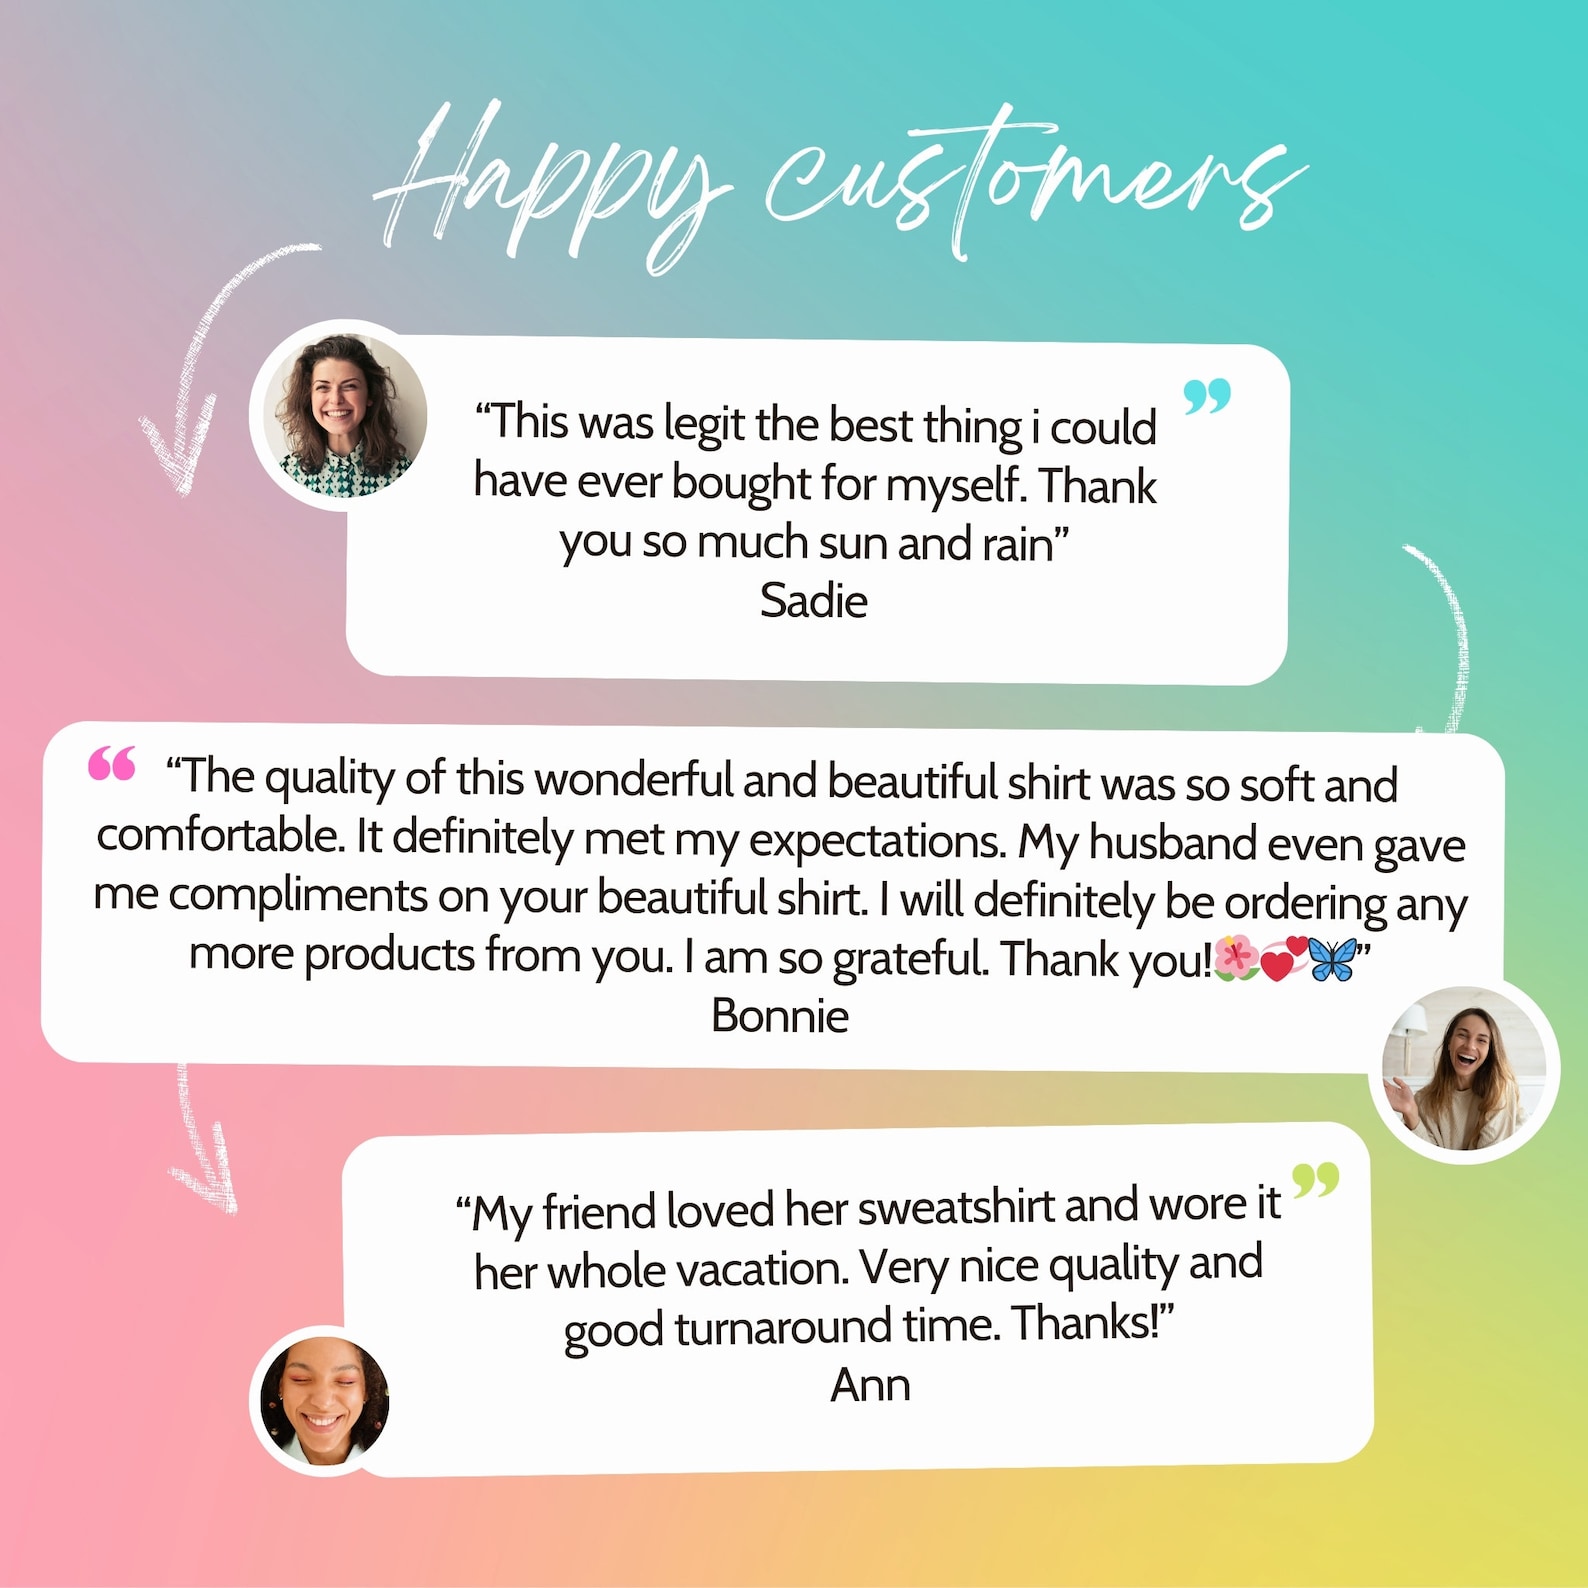 Happy customers
“This was legit the best thing i could
have ever bought for myself. Thank
you so much sun and rain”
Sadie
“The quality of this wonderful and beautiful shirt was so soft and
comfortable. It definitely met my expectations. My husband even gave
me compliments on your beautiful shirt. I will definitely be ordering any
more products from you. I am so grateful. Thank you!🌺💞🦋”
Bonnie
“My friend loved her sweatshirt and wore it
her whole vacation. Very nice quality and
good turnaround time. Thanks!”
Ann